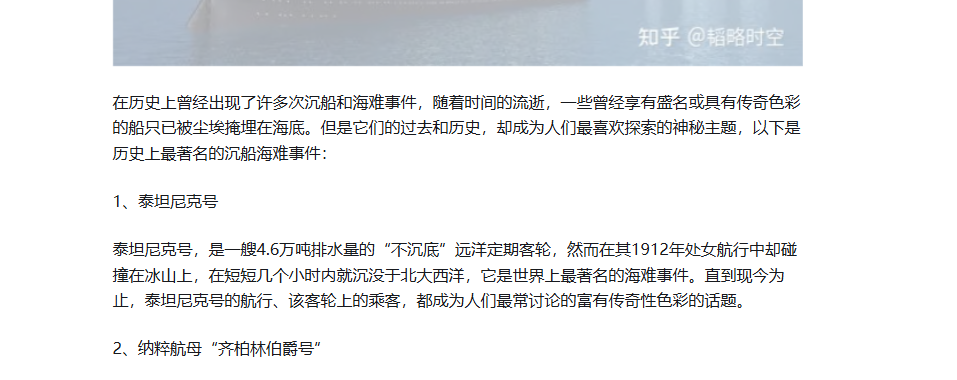 知乎 @韬略时空
在历史上曾经出现了许多次沉船和海难事件，随着时间的流逝，一些曾经享有盛名或具有传奇色彩
的船只已被尘埃掩埋在海底。但是它们的过去和历史，却成为人们最喜欢探索的神秘主题，以下是
历史上最著名的沉船海难事件：
1、泰坦尼克号
泰坦尼克号，是一艘4.6万吨排水量的“不沉底”远洋定期客轮，然而在其1912年处女航行中却碰
撞在冰山上，在短短几个小时内就沉没于北大西洋，它是世界上最著名的海难事件。直到现今为
止，泰坦尼克号的航行、该客轮上的乘客，都成为人们最常讨论的富有传奇性色彩的话题。
2、纳粹航母“齐柏林伯爵号”